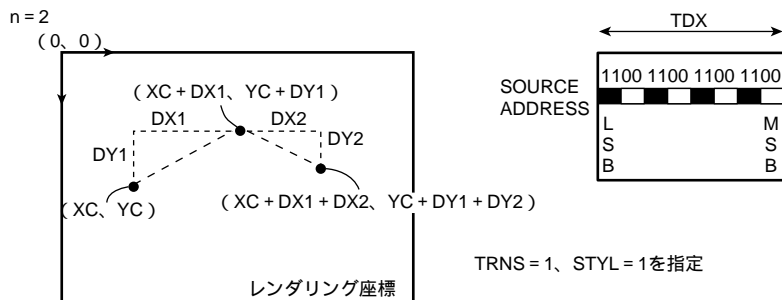 n = 2
(0、0)
(XC + DX1、YC + DY1)
DX1
DX2
DY1
DY2
(XC、YC)
(XC + DX1 + DX2、YC + DY1 + DY2)
レンダリング座標
TDX
SOURCE
ADDRESS
1100 1100 1100 1100
L
S
B
M
S
B
TRNS = 1、STYL = 1を指定